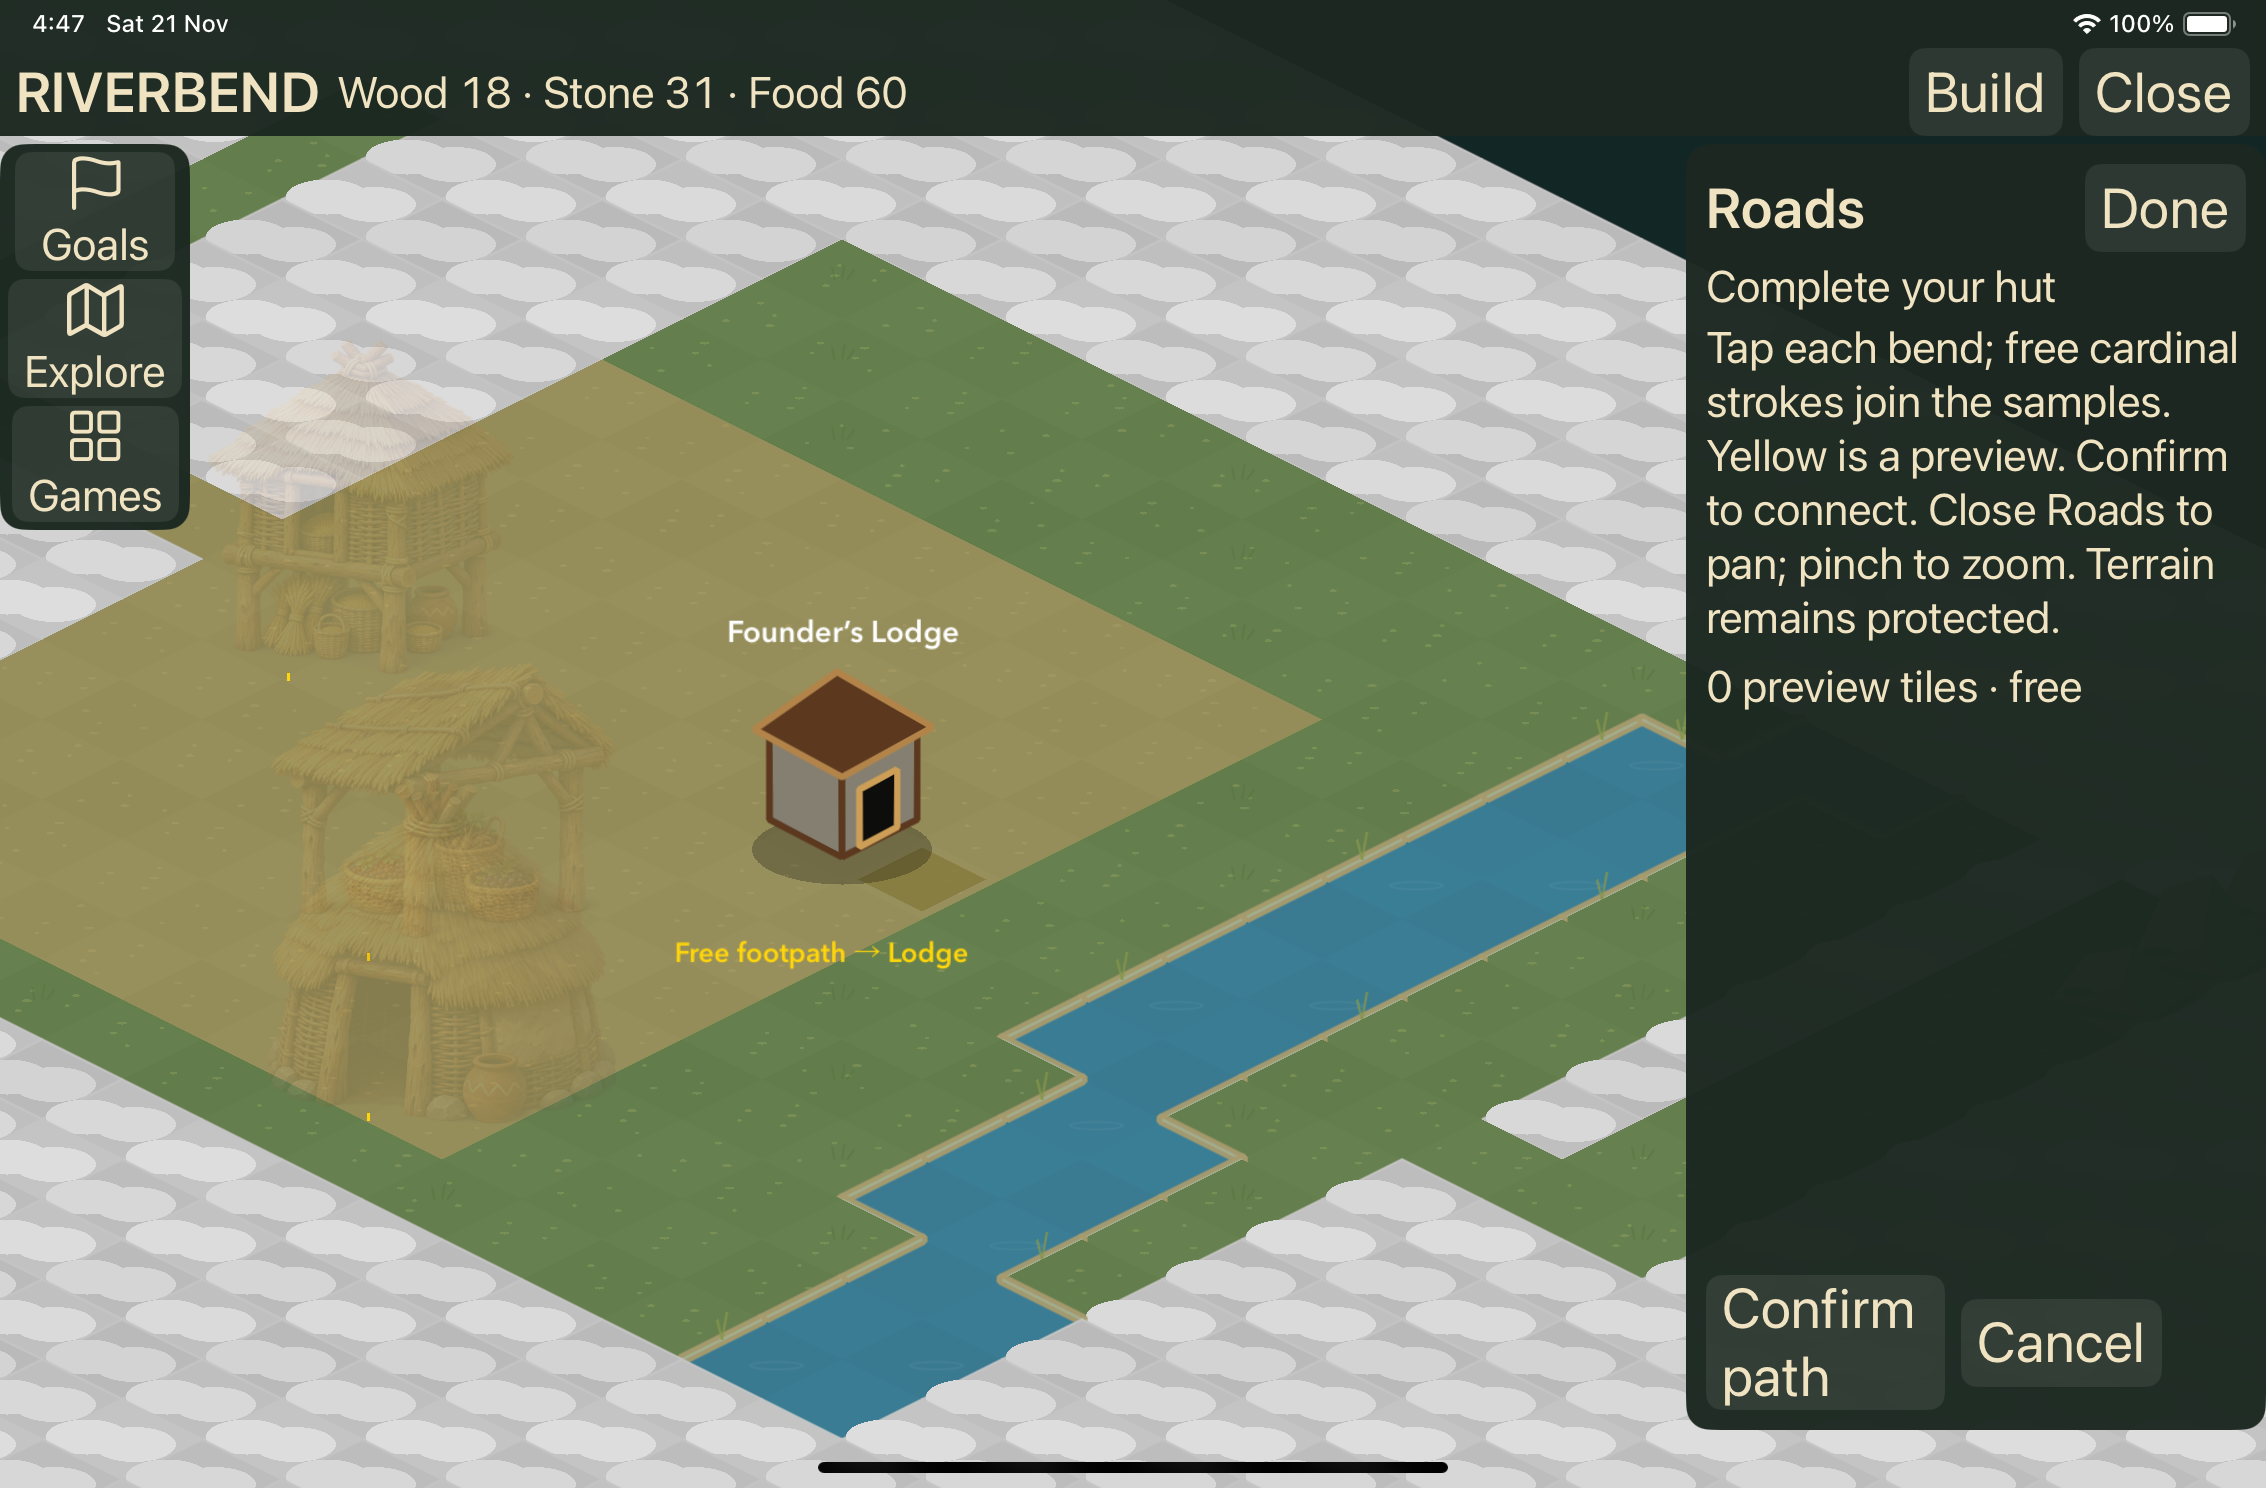 4:47 Sat 21 Nov
100%
RIVERBEND Wood 18 · Stone 31 · Food 60
Build
Close
Goals
Explore
Games
Founder's Lodge
Free footpath → Lodge
Roads
Done
Complete your hut
Tap each bend; free cardinal
strokes join the samples.
Yellow is a preview. Confirm
to connect. Close Roads to
pan; pinch to zoom. Terrain
remains protected.
0 preview tiles · free
Confirm
path
Cancel